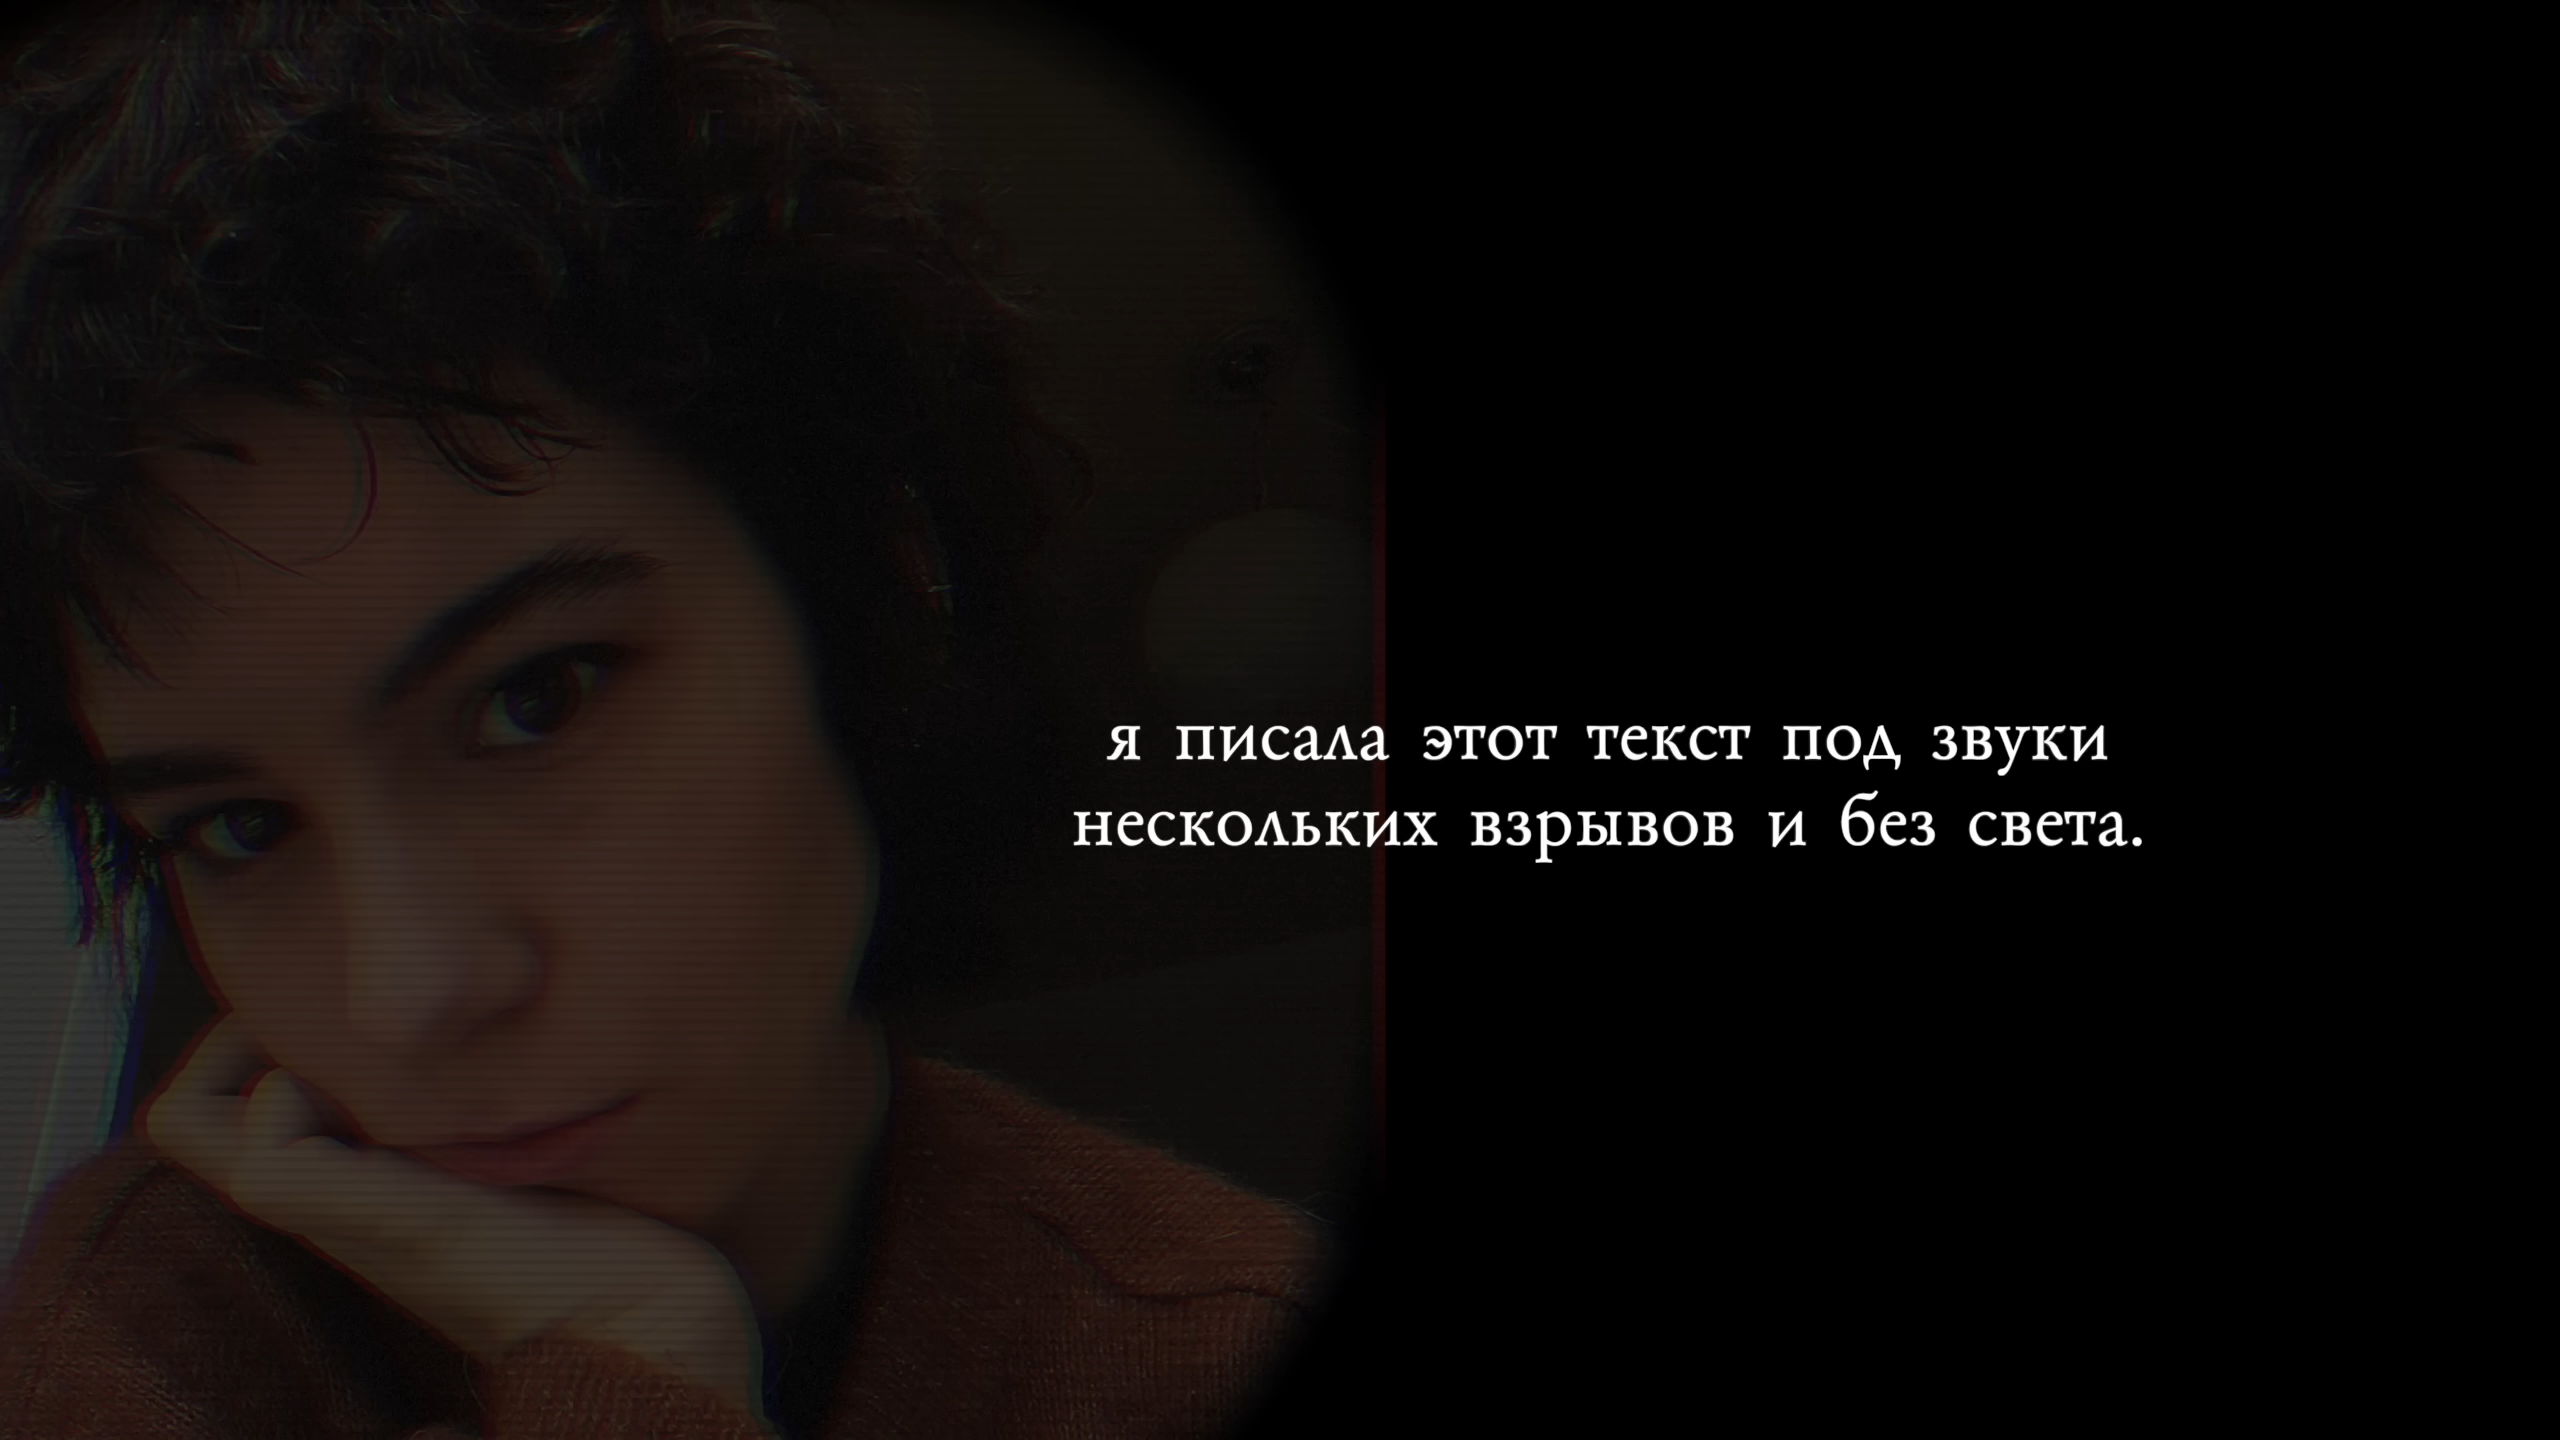 я писала этот текст под звуки
нескольких взрывов и без света.